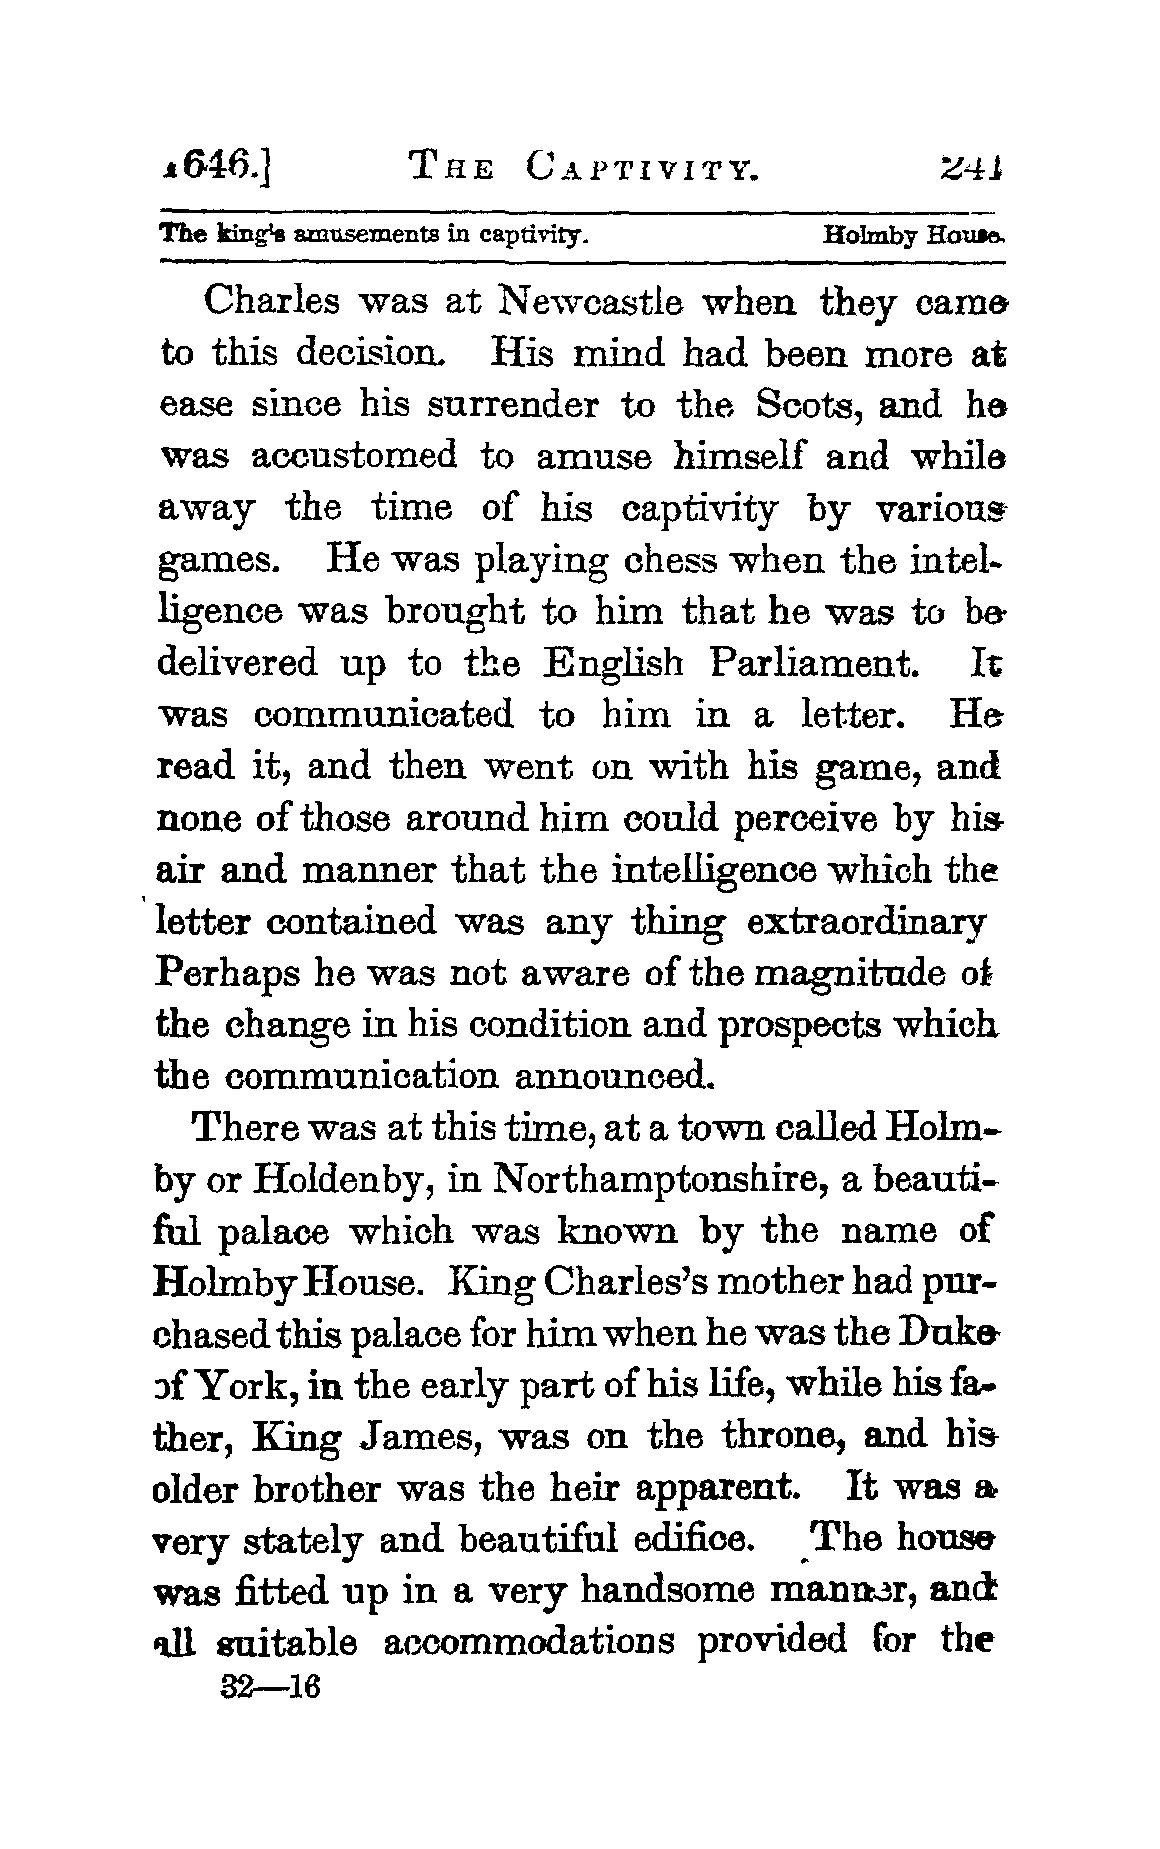 1646.] THE CAPTIVITY. 241
The king's amusements in captivity. Holmby House.
Charles was at Newcastle when they came
to this decision. His mind had been more at
ease since his surrender to the Scots, and he
was accustomed to amuse himself and while
away the time of his captivity by various
games. He was playing chess when the intel-
ligence was brought to him that he was to be
delivered up to the English Parliament. It
was communicated to him in a letter. He
read it, and then went on with his game, and
none of those around him could perceive by his
air and manner that the intelligence which the
letter contained was any thing extraordinary
Perhaps he was not aware of the magnitude of
the change in his condition and prospects which
the communication announced.
There was at this time, at a town called Holm-
by or Holdenby, in Northamptonshire, a beauti-
ful palace which was known by the name of
Holmby House. King Charles's mother had pur-
chased this palace for him when he was the Duke
of York, in the early part of his life, while his fa-
ther, King James, was on the throne, and his
older brother was the heir apparent. It was a
very stately and beautiful edifice. The house
was fitted up in a very handsome manner, and
all suitable accommodations provided for the
32—16